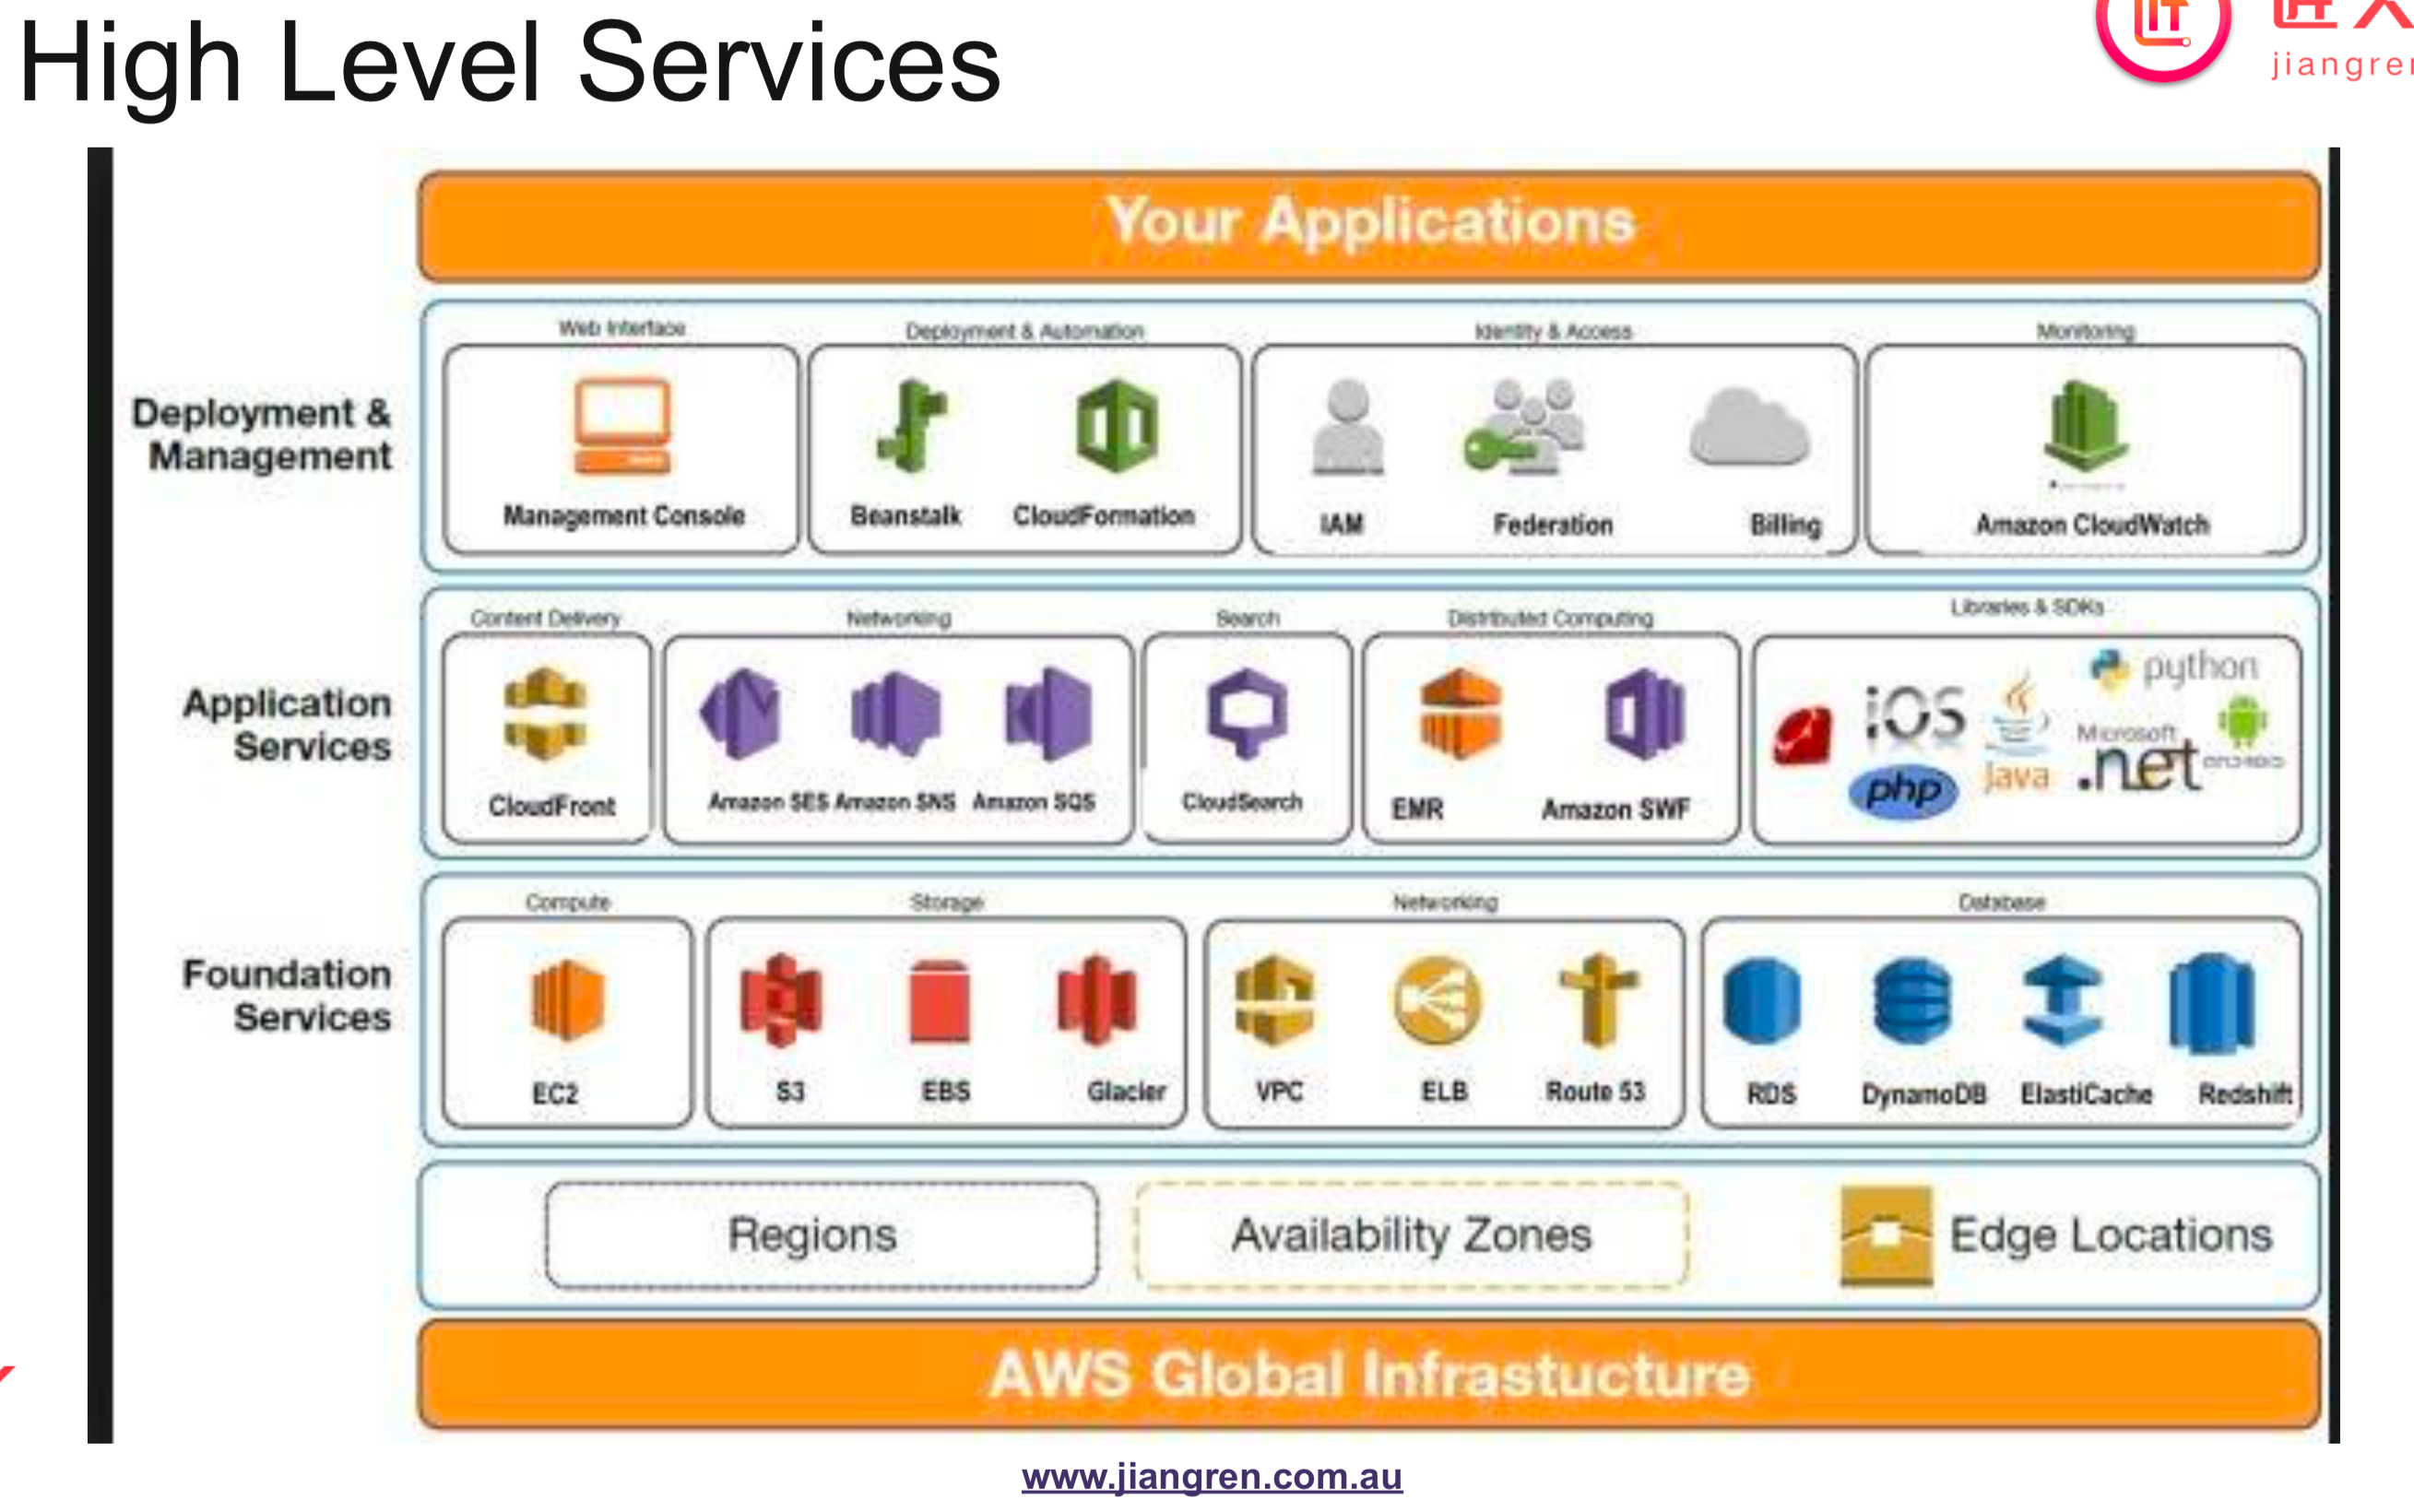 High Level Services
jiangren
Your Applications
Deployment &
Management
Web Interface
Management Console
Deployment & Automation
Beanstalk CloudFormation
Identity & Access
IAM Federation Billing
Monitoring
Amazon CloudWatch
Application
Services
Content Delivery
CloudFront
Networking
Amazon SES Amazon SNS Amazon SQS
Search
CloudSearch
Distributed Computing
EMR Amazon SWF
Libraries & SDKs
python
iOS
Java
Microsoft
.net
php
ANDROID
Foundation
Services
Compute
EC2
Storage
S3 EBS Glacier
Networking
VPC ELB Route 53
Database
RDS DynamoDB ElastiCache Redshift
Regions
Availability Zones
Edge Locations
AWS Global Infrastucture
www.jiangren.com.au